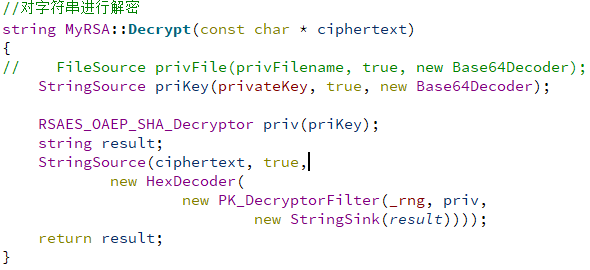 //对字符串进行解密
string MyRSA::Decrypt(const char * ciphertext)
{
//    FileSource privFile(privFilename, true, new Base64Decoder);
    StringSource priKey(privateKey, true, new Base64Decoder);

    RSAES_OAEP_SHA_Decryptor priv(priKey);
    string result;
    StringSource(ciphertext, true,
            new HexDecoder(
                    new PK_DecryptorFilter(_rng, priv,
                            new StringSink(result))));
    return result;
}